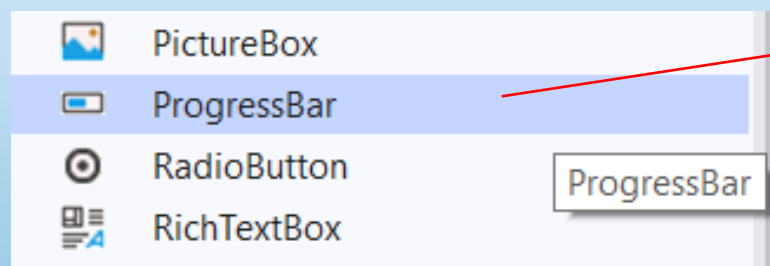 PictureBox
ProgressBar
RadioButton
ProgressBar
RichTextBox